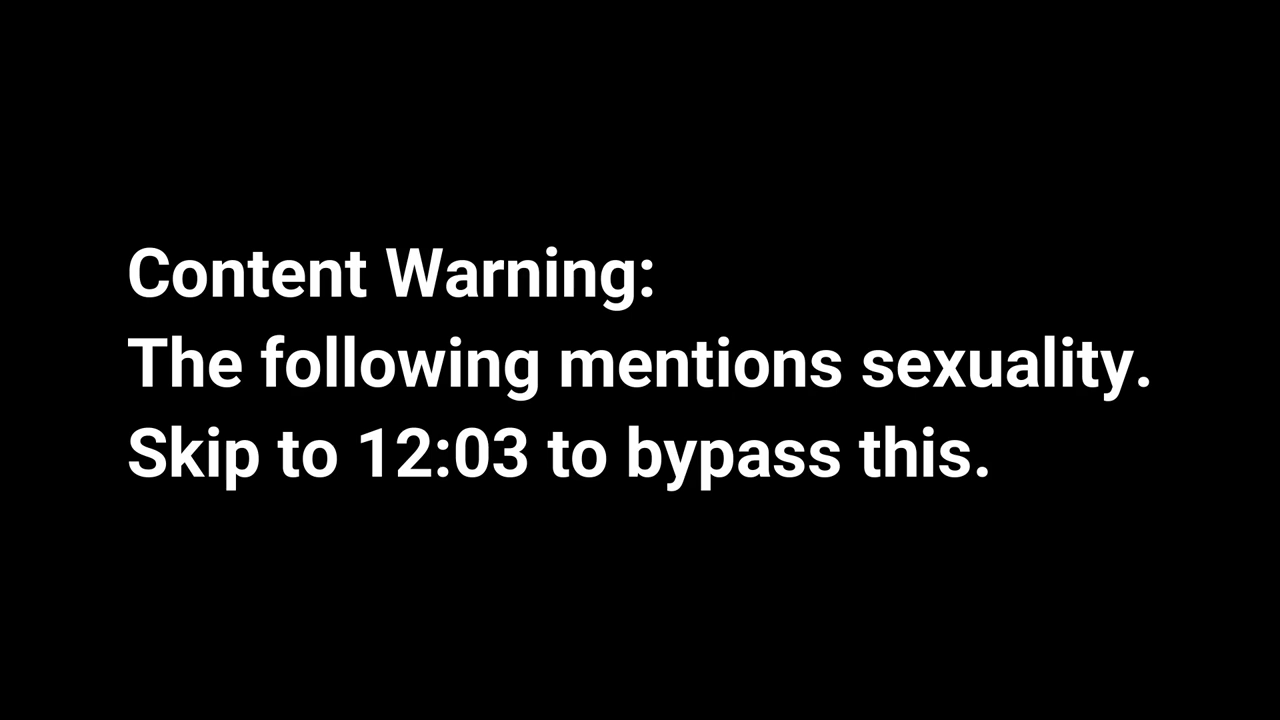 Content Warning:
The following mentions sexuality.
Skip to 12:03 to bypass this.